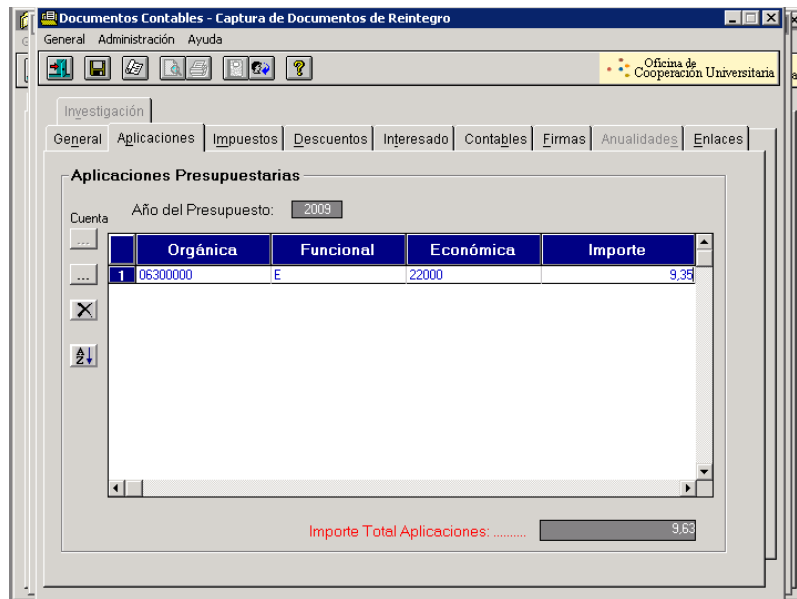 Documentos Contables - Captura de Documentos de Reintegro
General Administración Ayuda
Oficina de
Cooperación Universitaria
Investigación
General Aplicaciones Impuestos Descuentos Interesado Contables Firmas Anualidades Enlaces
Aplicaciones Presupuestarias
Cuenta
Año del Presupuesto: 2009
...
Orgánica Funcional Económica Importe
... 1 06300000 E 22000 9,35
Importe Total Aplicaciones: .......... 9,63